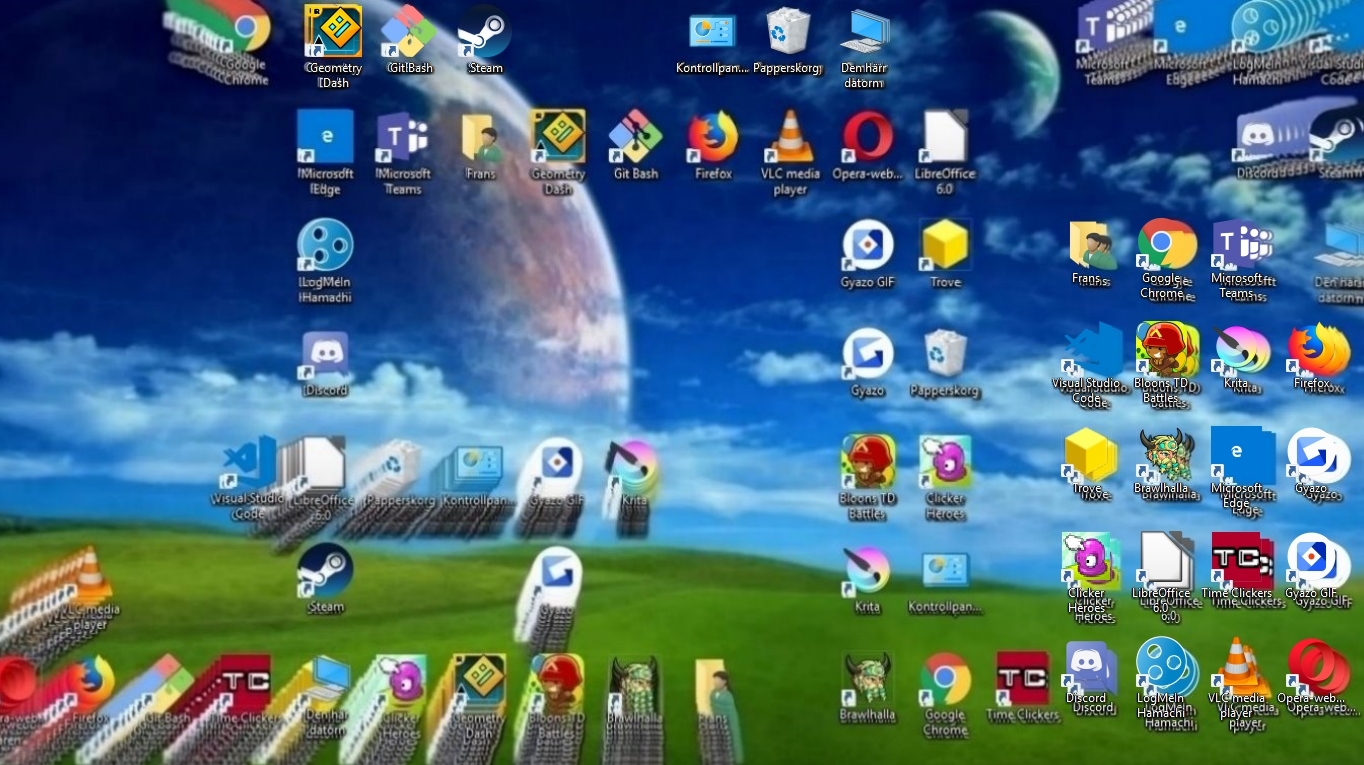 Google
Chrome
Geometry
Dash
Git Bash
Steam
Kontrollpan...
Papperskorg
Den här
datorn
Microsoft
Teams
Microsoft
Edge
LogMeIn
Hamachi
Visual Studio
Code
Microsoft
Edge
Microsoft
Teams
Frans
Geometry
Dash
Git Bash
Firefox
VLC media
player
Opera-web...
LibreOffice
6.0
Discord
Steam
LogMeIn
Hamachi
Gyazo GIF
Trove
Frans
Google
Chrome
Microsoft
Teams
Den här
datorn
Discord
Gyazo
Papperskorg
Visual Studio
Code
Bloons TD
Battles
Krita
Firefox
Visual Studio
Code
LibreOffice
6.0
Papperskorg
Kontrollpan...
Gyazo GIF
Krita
Bloons TD
Battles
Clicker
Heroes
Trove
Brawlhalla
Microsoft
Edge
Gyazo
VLC media
player
Steam
Gyazo
Krita
Kontrollpan...
Clicker
Heroes
LibreOffice
6.0
Time Clickers
Gyazo GIF
Firefox
Git Bash
Time Clickers
Den här
datorn
Clicker
Heroes
Geometry
Dash
Bloons TD
Battles
Brawlhalla
Frans
Brawlhalla
Google
Chrome
Time Clickers
Discord
LogMeIn
Hamachi
VLC media
player
Opera-web...